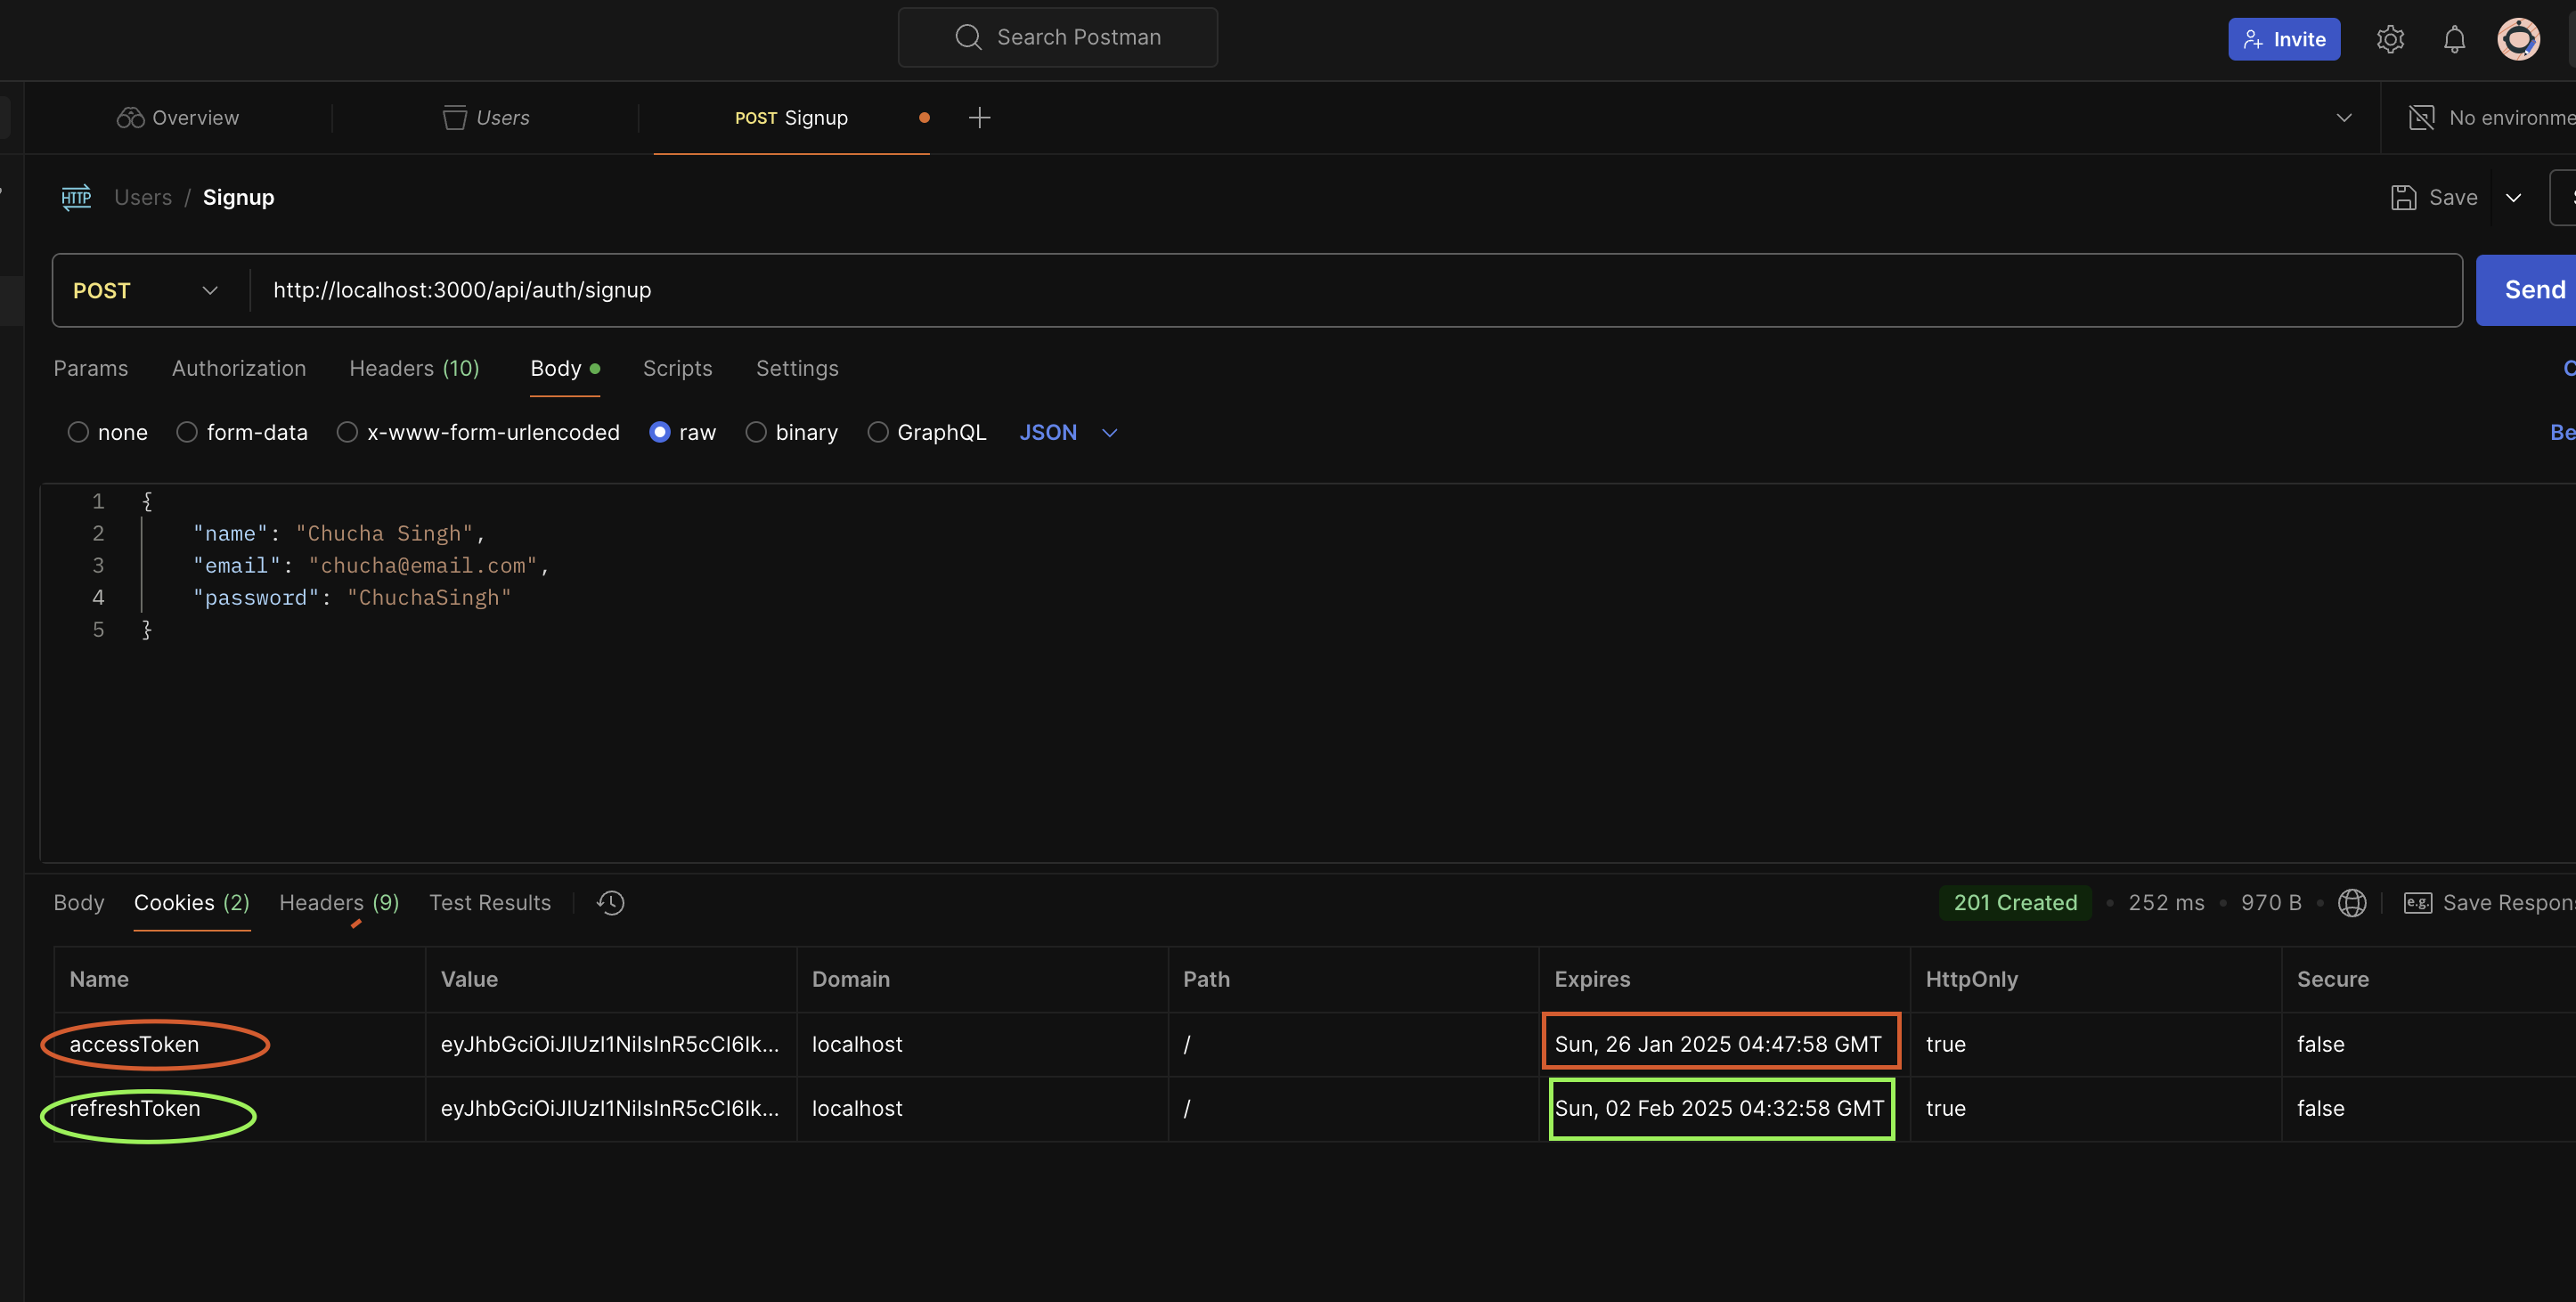 Search Postman
Invite
Overview
Users
POST Signup
No environme
HTTP Users / Signup
Save
POST
http://localhost:3000/api/auth/signup
Send
Params Authorization Headers (10) Body Scripts Settings
none form-data x-www-form-urlencoded raw binary GraphQL JSON
Be
1 {
2 "name": "Chucha Singh",
3 "email": "chucha@email.com",
4 "password": "ChuchaSingh"
5 }
Body Cookies (2) Headers (9) Test Results
201 Created • 252 ms • 970 B • e.g. Save Respon
Name Value Domain Path Expires HttpOnly Secure
accessToken eyJhbGciOiJIUzI1NiIsInR5cCI6Ik... localhost / Sun, 26 Jan 2025 04:47:58 GMT true false
refreshToken eyJhbGciOiJIUzI1NiIsInR5cCI6Ik... localhost / Sun, 02 Feb 2025 04:32:58 GMT true false